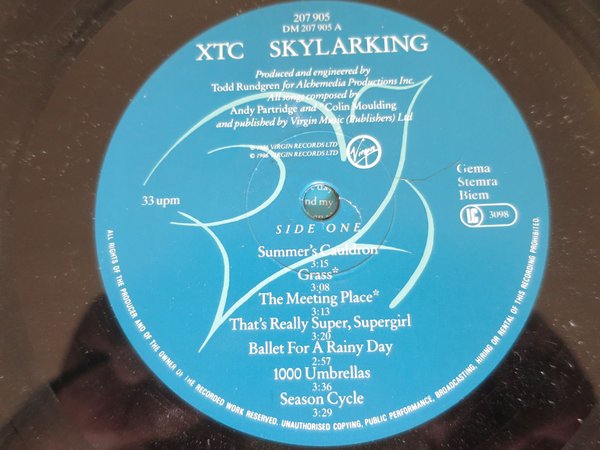 207 905
DM 207 905 A
XTC SKYLARKING
Produced and engineered by
Todd Rundgren for Alchemedia Productions Inc.
All songs composed by
Andy Partridge and *Colin Moulding
and published by Virgin Music (Publishers) Ltd
℗ 1986 VIRGIN RECORDS LTD
© 1986 VIRGIN RECORDS LTD
Virgin
Gema
Stemra
Biem
LC 3098
33 upm
nd my
SIDE ONE
Summer's Cauldron
3:15
Grass*
3:08
The Meeting Place*
3:13
That's Really Super, Supergirl
3:20
Ballet For A Rainy Day
2:57
1000 Umbrellas
3:36
Season Cycle
3:29
ALL RIGHTS OF THE PRODUCER AND OF THE OWNER OF THE RECORDED WORK RESERVED. UNAUTHORISED COPYING, PUBLIC PERFORMANCE, BROADCASTING, HIRING OR RENTAL OF THIS RECORDING PROHIBITED.